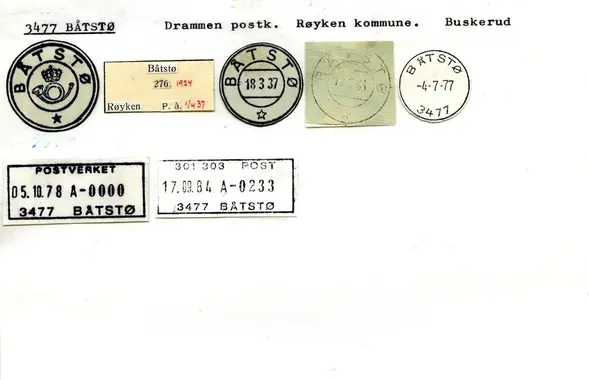 3477 BÅTSTØ Drammen postk. Røyken kommune. Buskerud
BÅTSTØ
Båtstø
276 1924
Røyken P. å. 1/4 37
BÅTSTØ
18 3 37
BÅTSTØ
BÅTSTØ
-4-7-77
3477
POSTVERKET
05.10.78 A-0000
3477 BÅTSTØ
301 303 POST
17.09.84 A-0233
3477 BÅTSTØ